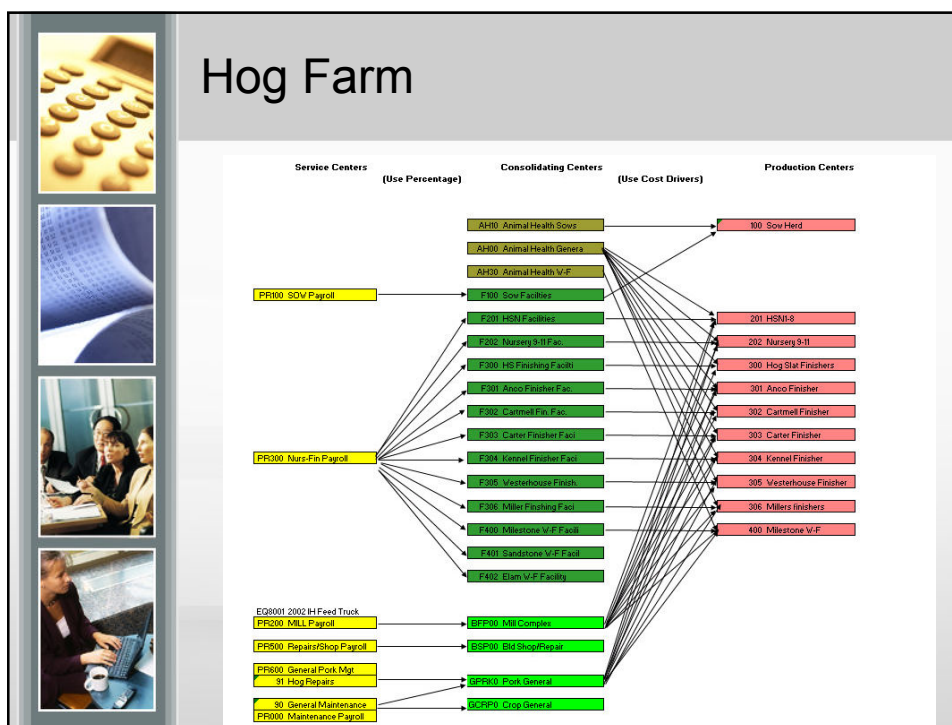 Hog Farm
Service Centers
(Use Percentage)
Consolidating Centers
(Use Cost Drivers)
Production Centers
AH10 Animal Health Sows
100 Sow Herd
AH00 Animal Health Genera
AH30 Animal Health W-F
PR100 SOW Payroll
F100 Sow Facilties
F201 HSN Facilities
201 HSN1-8
F202 Nursery 9-11 Fac.
202 Nursery 9-11
F300 HS Finishing Facilti
300 Hog Slat Finishers
F301 Anco Finisher Fac.
301 Anco Finisher
F302 Cartmell Fin. Fac.
302 Cartmell Finisher
F303 Carter Finisher Faci
303 Carter Finisher
PR300 Nurs-Fin Payroll
F304 Kennel Finisher Faci
304 Kennel Finisher
F305 Westerhouse Finish.
305 Westerhouse Finisher
F306 Miller Finshing Faci
306 Millers finishers
F400 Milestone W-F Facili
400 Milestone W-F
F401 Sandstone W-F Facil
F402 Elam W-F Facility
EQ8001 2002 IH Feed Truck
PR200 MILL Payroll
BFP00 Mill Complex
PR500 Repairs/Shop Payroll
BSP00 Bld Shop/Repair
PR600 General Pork Mgt
91 Hog Repairs
GPRK0 Pork General
90 General Maintenance
GCRP0 Crop General
PR000 Maintenance Payroll